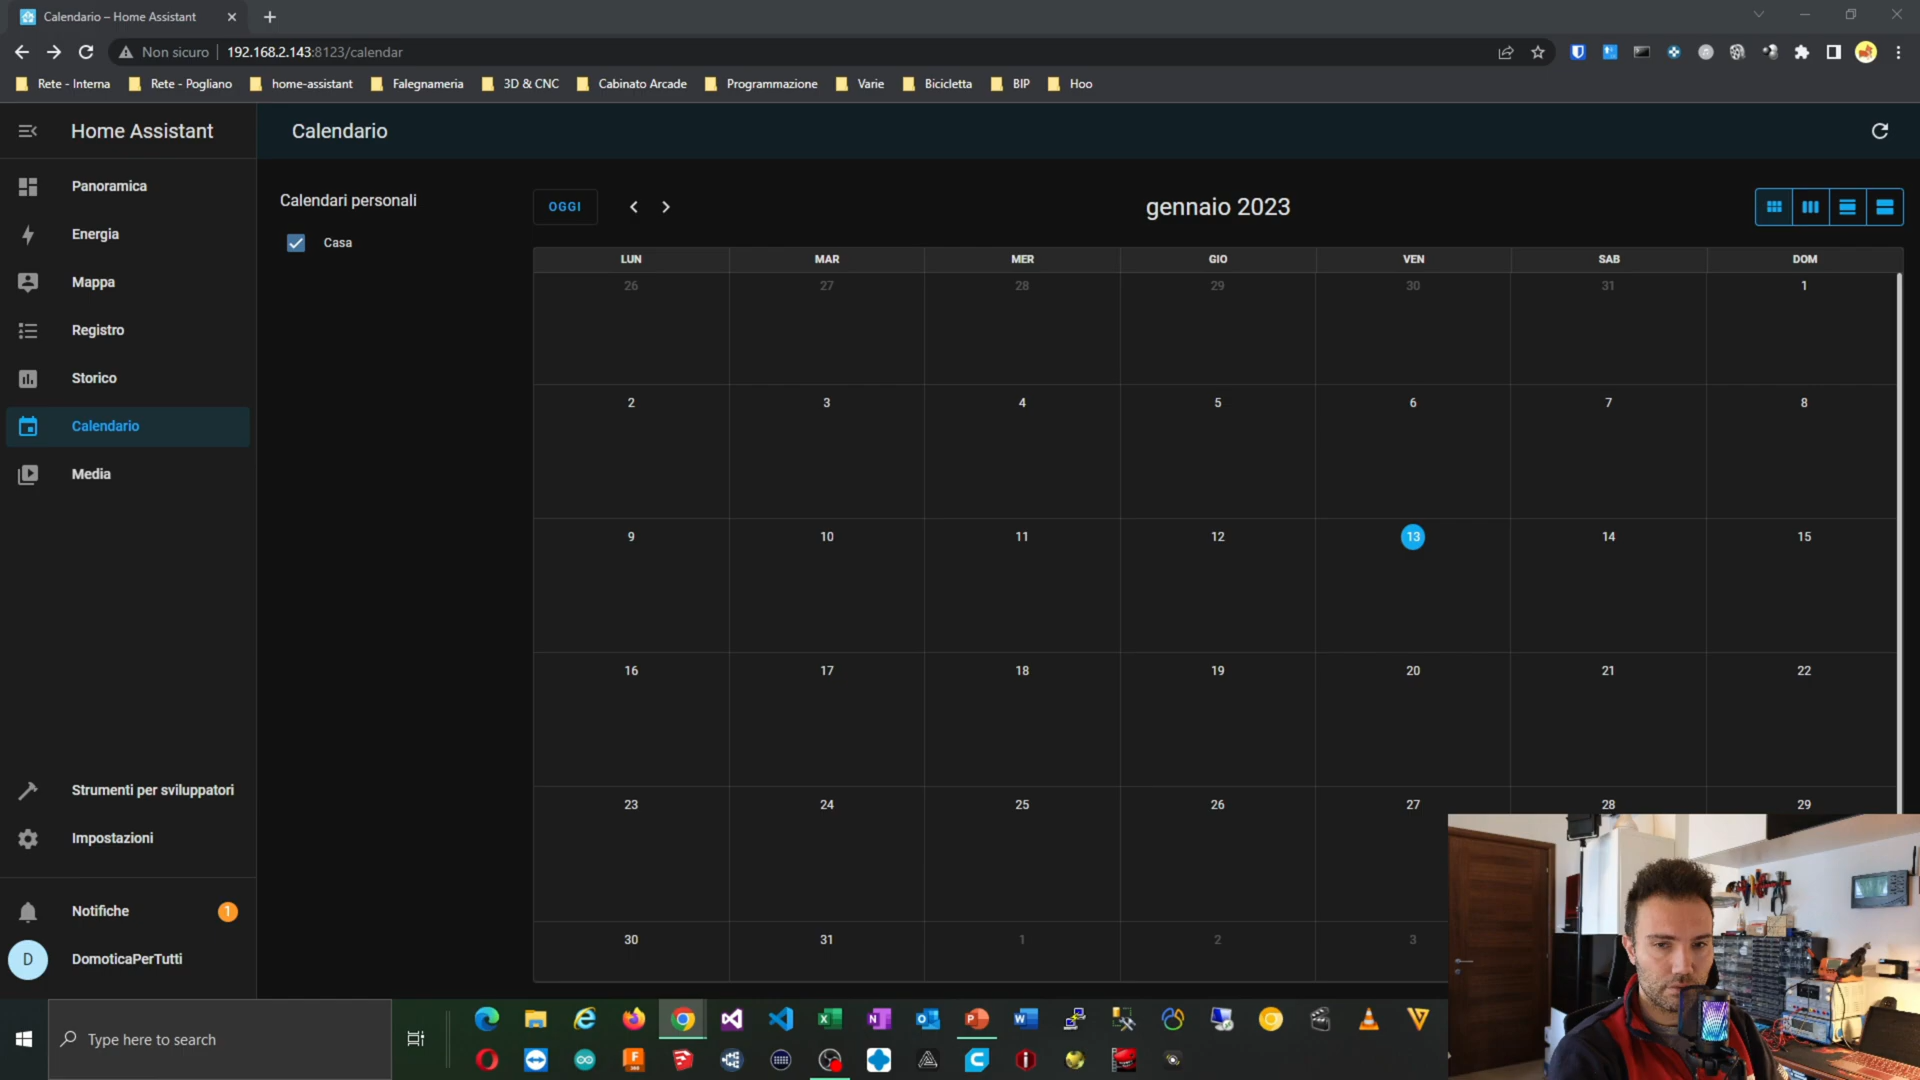 Calendario – Home Assistant
Non sicuro
192.168.2.143:8123/calendar
Rete - Interna
Rete - Pogliano
home-assistant
Falegnameria
3D & CNC
Cabinato Arcade
Programmazione
Varie
Bicicletta
BIP
Hoo
Home Assistant
Calendario
Panoramica
Energia
Mappa
Registro
Storico
Calendario
Media
Strumenti per sviluppatori
Impostazioni
Notifiche
1
D
DomoticaPerTutti
Calendari personali
Casa
OGGI
gennaio 2023
LUN MAR MER GIO VEN SAB DOM
26 27 28 29 30 31 1
2 3 4 5 6 7 8
9 10 11 12 13 14 15
16 17 18 19 20 21 22
23 24 25 26 27 28 29
30 31 1 2 3
Type here to search